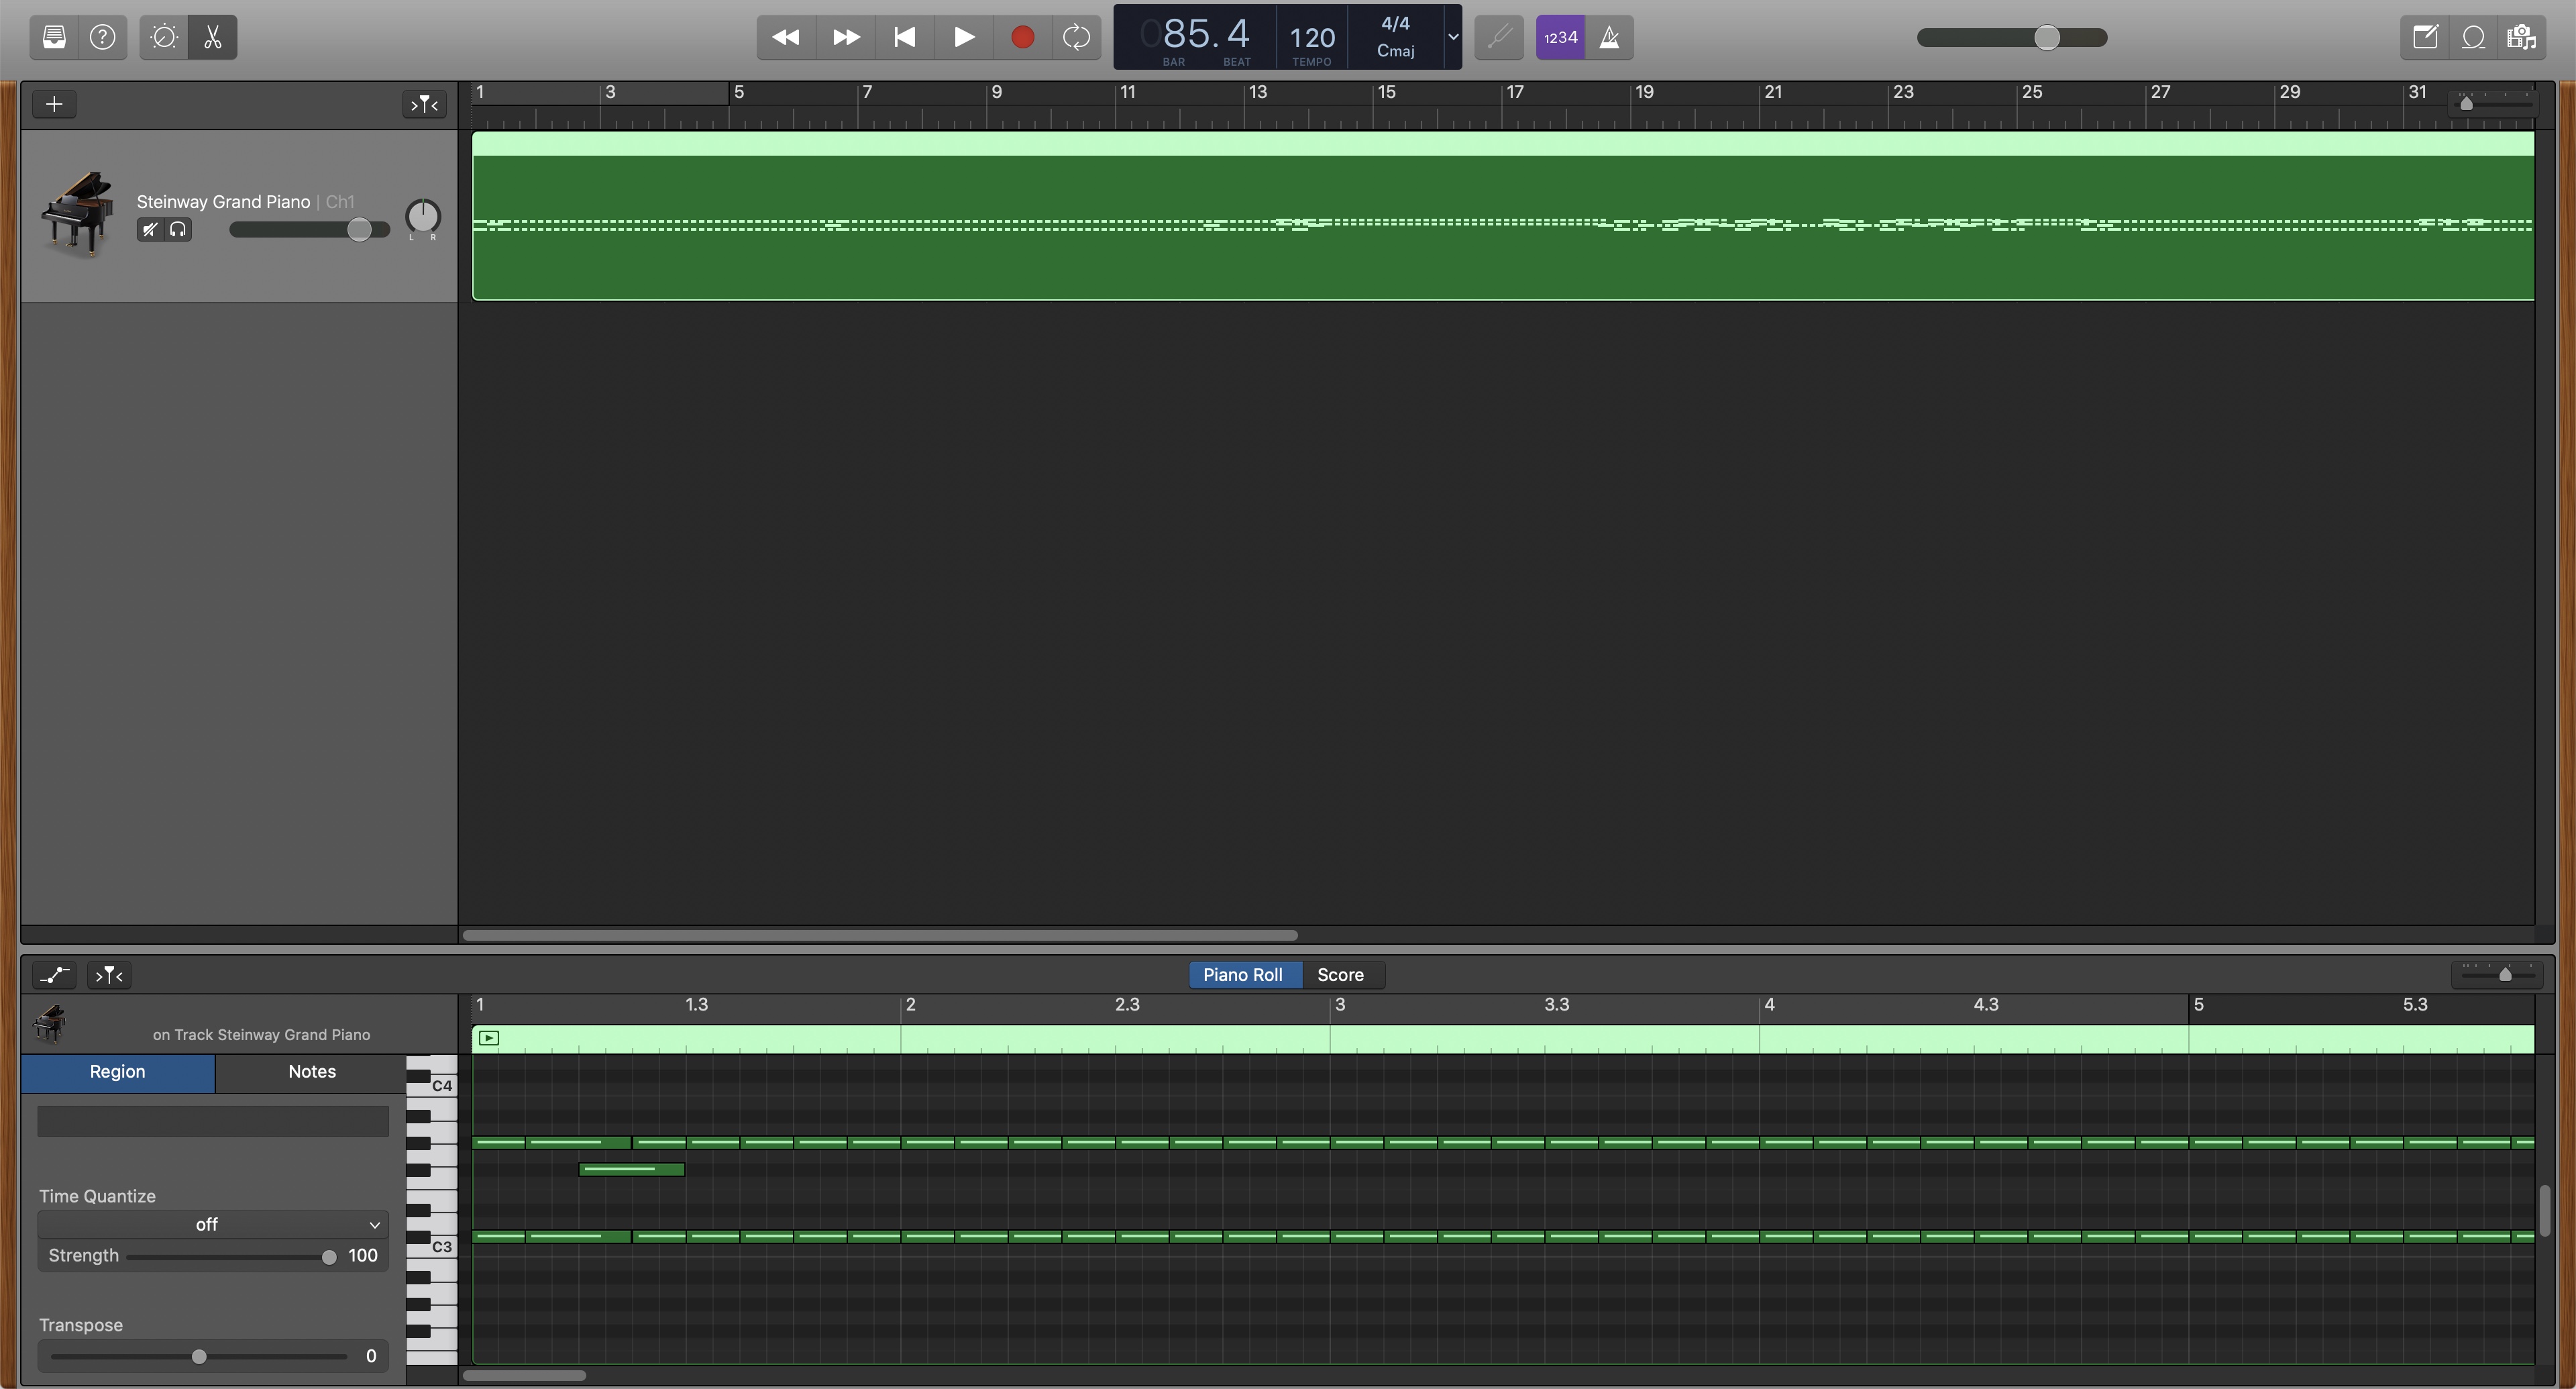 085.4
120
4/4
Cmaj
BAR
BEAT
TEMPO
1234
1 3 5 7 9 11 13 15 17 19 21 23 25 27 29 31
Steinway Grand Piano | Ch1
L R
Piano Roll
Score
1 1.3 2 2.3 3 3.3 4 4.3 5 5.3
on Track Steinway Grand Piano
Region
Notes
C4
Time Quantize
off
Strength 100
C3
Transpose
0